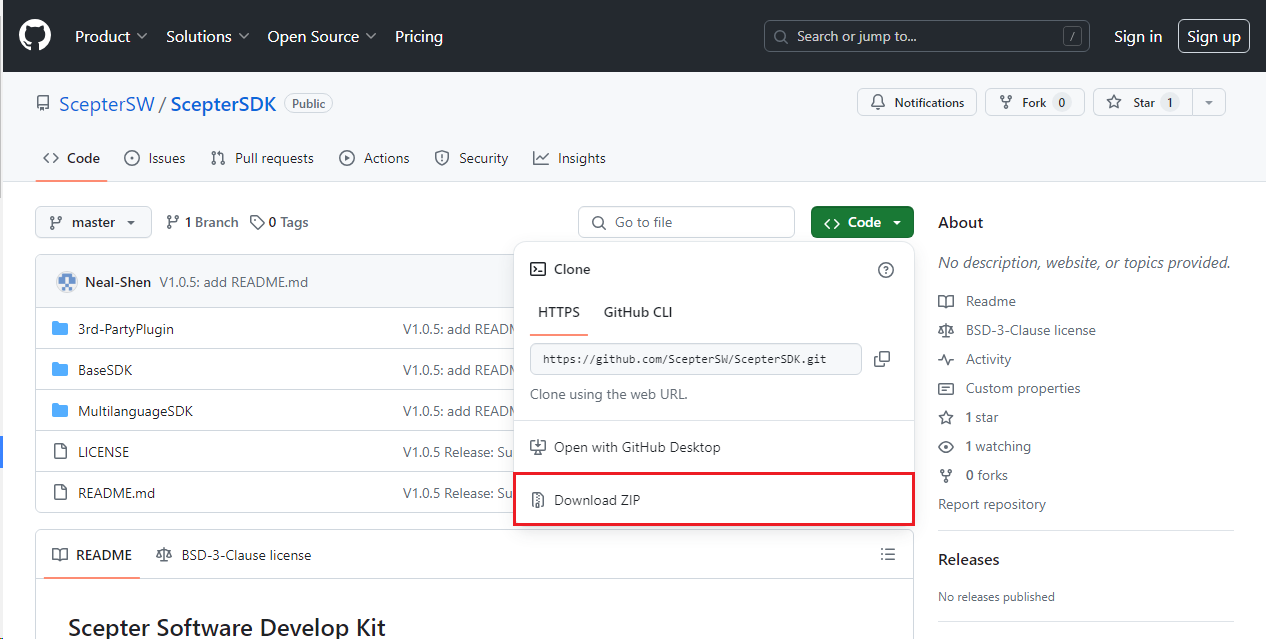 Product Solutions Open Source Pricing Search or jump to... / Sign in Sign up
ScepterSW / ScepterSDK Public Notifications Fork 0 Star 1
Code Issues Pull requests Actions Security Insights
master 1 Branch 0 Tags Go to file Code
About
No description, website, or topics provided.
Readme
BSD-3-Clause license
Activity
Custom properties
1 star
1 watching
0 forks
Report repository
Releases
No releases published
Neal-Shen V1.0.5: add README.md
3rd-PartyPlugin V1.0.5: add READM
BaseSDK V1.0.5: add READM
MultilanguageSDK V1.0.5: add READM
LICENSE V1.0.5 Release: Su
README.md V1.0.5 Release: Su
Clone
HTTPS GitHub CLI
https://github.com/ScepterSW/ScepterSDK.git
Clone using the web URL.
Open with GitHub Desktop
Download ZIP
README BSD-3-Clause license
Scepter Software Develop Kit